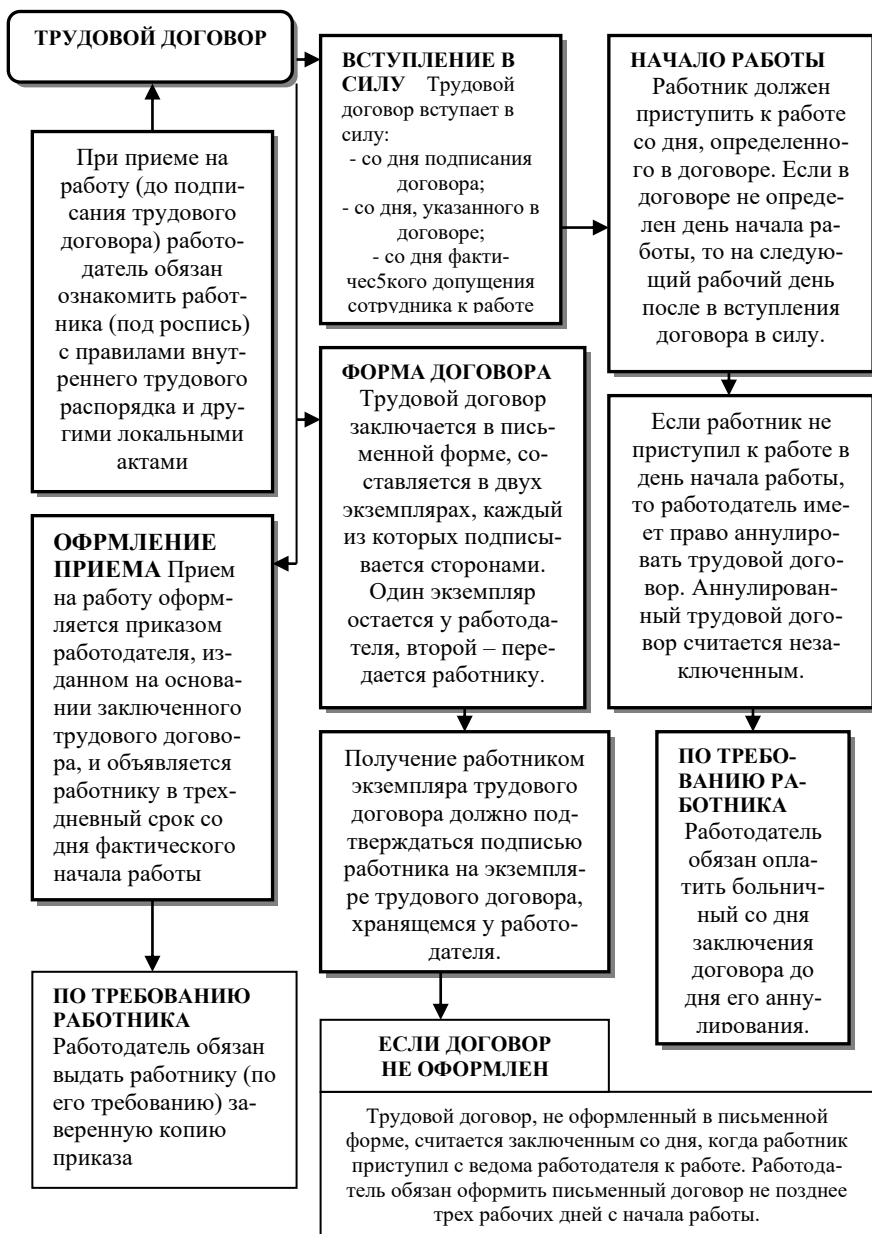 ТРУДОВОЙ ДОГОВОР
При приеме на
работу (до подпи-
сания трудового
договора) работо-
датель обязан
ознакомить работ-
ника (под роспись)
с правилами внут-
реннего трудового
распорядка и дру-
гими локальными
актами
ОФРМЛЕНИЕ
ПРИЕМА Прием
на работу оформ-
ляется приказом
работодателя, из-
данном на основа-
нии заключенного
трудового догово-
ра, и объявляется
работнику в трех-
дневный срок со
дня фактического
начала работы
ПО ТРЕБОВАНИЮ
РАБОТНИКА
Работодатель обязан
выдать работнику (по
его требованию) за-
веренную копию
приказа
ВСТУПЛЕНИЕ В
СИЛУ Трудовой
договор вступает в
силу:
- со дня подписания
договора;
- со дня, указанного в
договоре;
- со дня факти-
чес5кого допущения
сотрудника к работе
ФОРМА ДОГОВОРА
Трудовой договор
заключается в пись-
менной форме, со-
ставляется в двух
экземплярах, каждый
из которых подписы-
вается сторонами.
Один экземпляр
остается у работода-
теля, второй – пере-
дается работнику.
Получение работником
экземпляра трудового
договора должно под-
тверждаться подписью
работника на экземпля-
ре трудового договора,
хранящемся у работо-
дателя.
ЕСЛИ ДОГОВОР
НЕ ОФОРМЛЕН
Трудовой договор, не оформленный в письменной
форме, считается заключенным со дня, когда работник
приступил с ведома работодателя к работе. Работода-
тель обязан оформить письменный договор не позднее
трех рабочих дней с начала работы.
НАЧАЛО РАБОТЫ
Работник должен
приступить к работе
со дня, определенно-
го в договоре. Если в
договоре не опреде-
лен день начала ра-
боты, то на следую-
щий рабочий день
после в вступления
договора в силу.
Если работник не
приступил к работе в
день начала работы,
то работодатель име-
ет право аннулиро-
вать трудовой дого-
вор. Аннулирован-
ный трудовой дого-
вор считается неза-
ключенным.
ПО ТРЕБО-
ВАНИЮ РА-
БОТНИКА
Работодатель
обязан опла-
тить больнич-
ный со дня
заключения
договора до
дня его анну-
лирования.